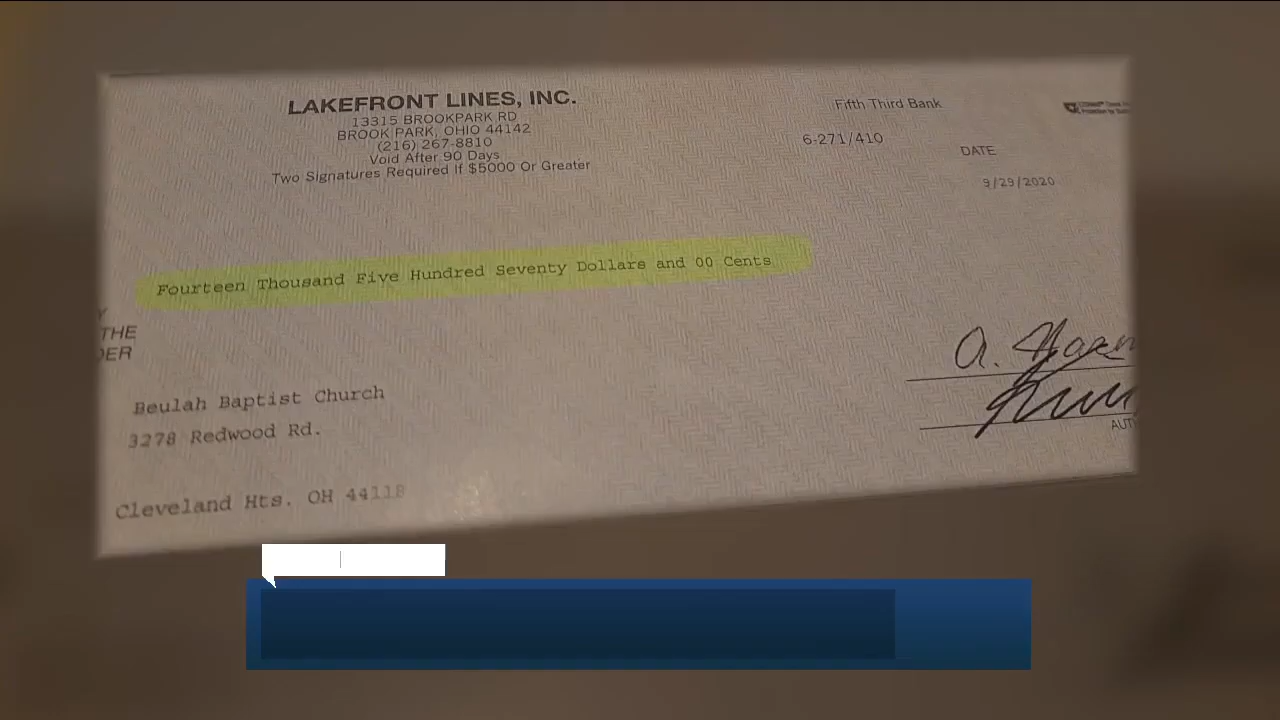 LAKEFRONT LINES, INC.
13315 BROOKPARK RD
BROOK PARK, OHIO 44142
(216) 267-8810
Void After 90 Days
Two Signatures Required If $5000 Or Greater
Fifth Third Bank
6-271/410
DATE
9/29/2020
Fourteen Thousand Five Hundred Seventy Dollars and 00 Cents
Y
THE
DER
Beulah Baptist Church
3278 Redwood Rd.
Cleveland Hts. OH 44118
A.
AUT